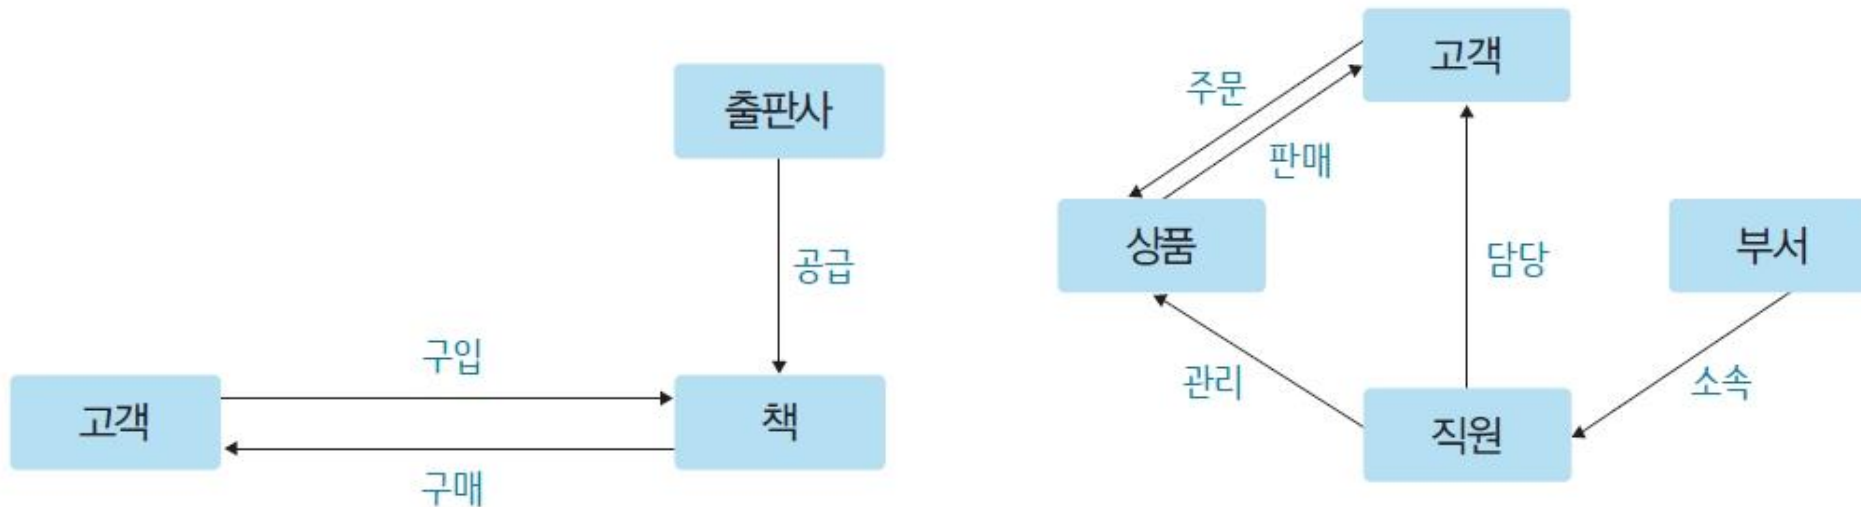 출판사
공급
구입
고객
책
구매
고객
주문
판매
상품
담당
부서
관리
소속
직원